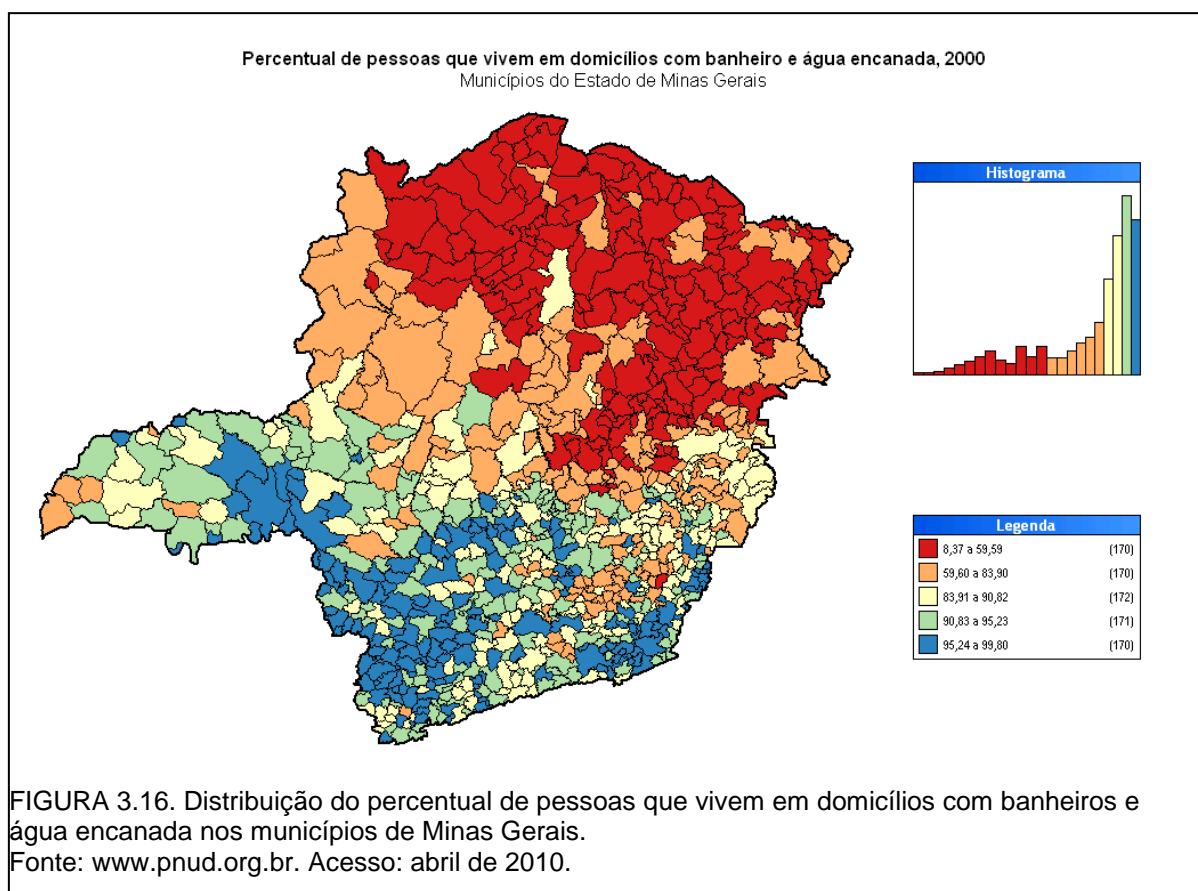 Percentual de pessoas que vivem em domicílios com banheiro e água encanada, 2000
Municípios do Estado de Minas Gerais
Histograma
Legenda
8,37 a 59,59 (170)
59,60 a 83,90 (170)
83,91 a 90,82 (172)
90,83 a 95,23 (171)
95,24 a 99,80 (170)
FIGURA 3.16. Distribuição do percentual de pessoas que vivem em domicílios com banheiros e
água encanada nos municípios de Minas Gerais.
Fonte: www.pnud.org.br. Acesso: abril de 2010.